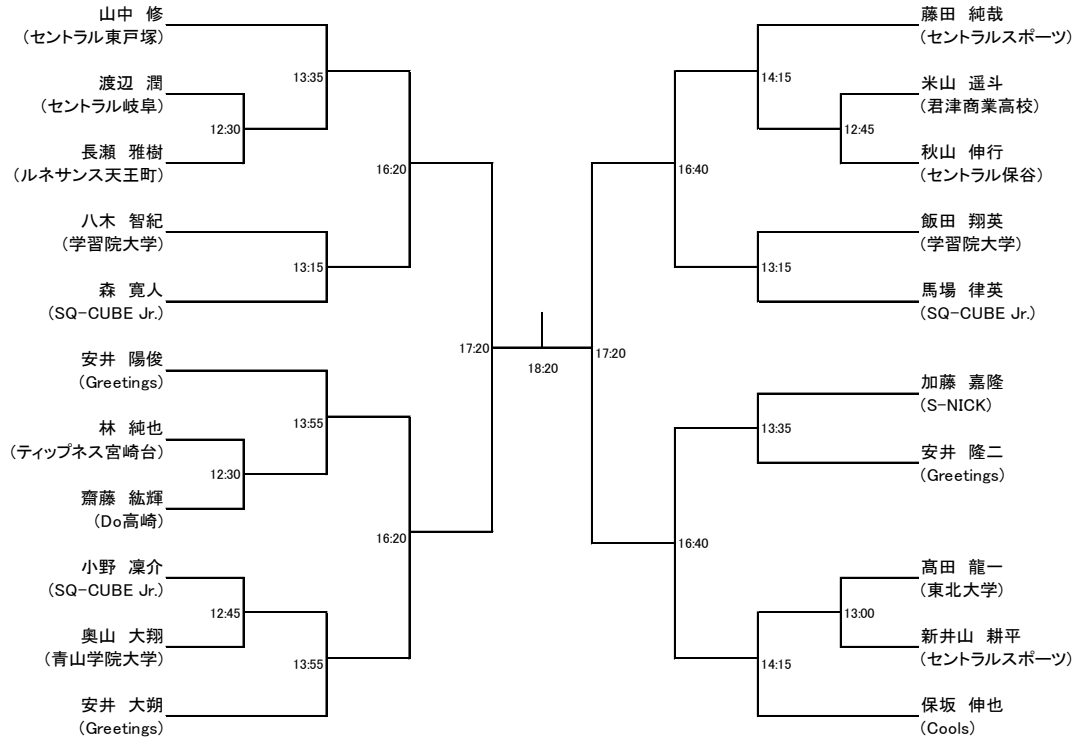 山中 修
(セントラル東戸塚)
13:35
渡辺 潤
(セントラル岐阜)
12:30
長瀬 雅樹
(ルネサンス天王町)
16:20
八木 智紀
(学習院大学)
13:15
森 寛人
(SQ-CUBE Jr.)
17:20
安井 陽俊
(Greetings)
13:55
林 純也
(ティップネス宮崎台)
12:30
齋藤 紘輝
(Do高崎)
16:20
小野 凜介
(SQ-CUBE Jr.)
12:45
奥山 大翔
(青山学院大学)
13:55
安井 大朔
(Greetings)
18:20
藤田 純哉
(セントラルスポーツ)
14:15
米山 遥斗
(君津商業高校)
12:45
秋山 伸行
(セントラル保谷)
16:40
飯田 翔英
(学習院大学)
13:15
馬場 律英
(SQ-CUBE Jr.)
17:20
加藤 嘉隆
(S-NICK)
13:35
安井 隆二
(Greetings)
16:40
髙田 龍一
(東北大学)
13:00
新井山 耕平
(セントラルスポーツ)
14:15
保坂 伸也
(Cools)